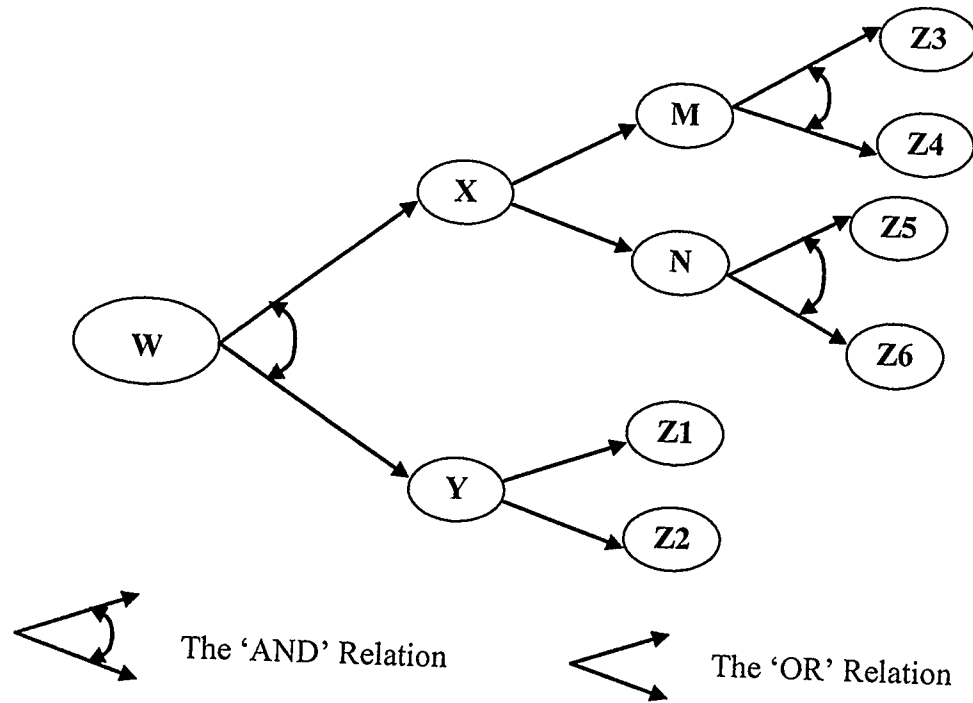 Z3
M
Z4
X
Z5
N
W
Z6
Z1
Y
Z2
The ‘AND’ Relation
The ‘OR’ Relation